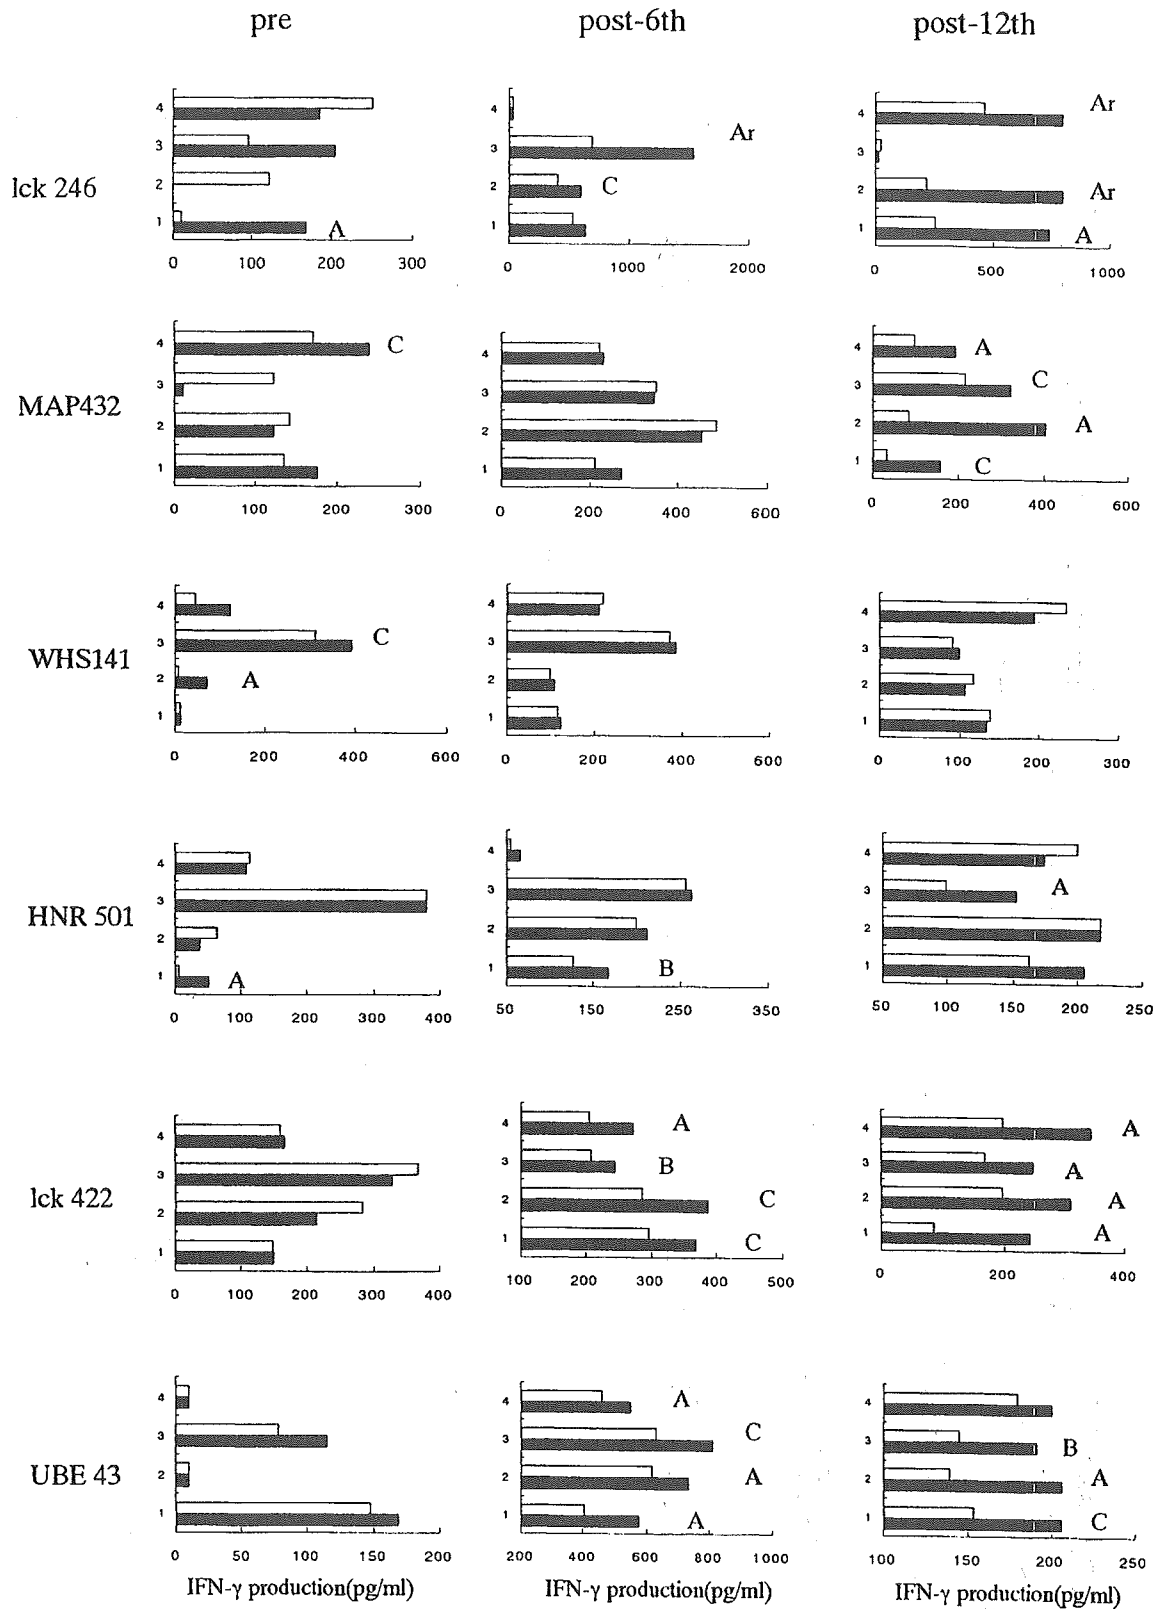 pre post-6th post-12th
lck 246
4
3
2
1 A
0 100 200 300
4
3 Ar
2 C
1
0 1000 2000
4 Ar
3
2 Ar
1 A
0 500 1000
MAP432
4 C
3
2
1
0 100 200 300
4
3
2
1
0 200 400 600
4 A
3 C
2 A
1 C
0 200 400 600
WHS141
4
3 C
2 A
1
0 200 400 600
4
3
2
1
0 200 400 600
4
3
2
1
0 100 200 300
HNR 501
4
3
2
1 A
0 100 200 300 400
4
3
2
1 B
50 150 250 350
4
3 A
2
1
50 100 150 200 250
lck 422
4
3
2
1
0 100 200 300 400
4 A
3 B
2 C
1 C
100 200 300 400 500
4 A
3 A
2 A
1 A
0 200 400
UBE 43
4
3
2
1
0 50 100 150 200
IFN-γ production(pg/ml)
4 A
3 C
2 A
1 A
200 400 600 800 1000
IFN-γ production(pg/ml)
4
3 B
2 A
1 C
100 150 200 250
IFN-γ production(pg/ml)